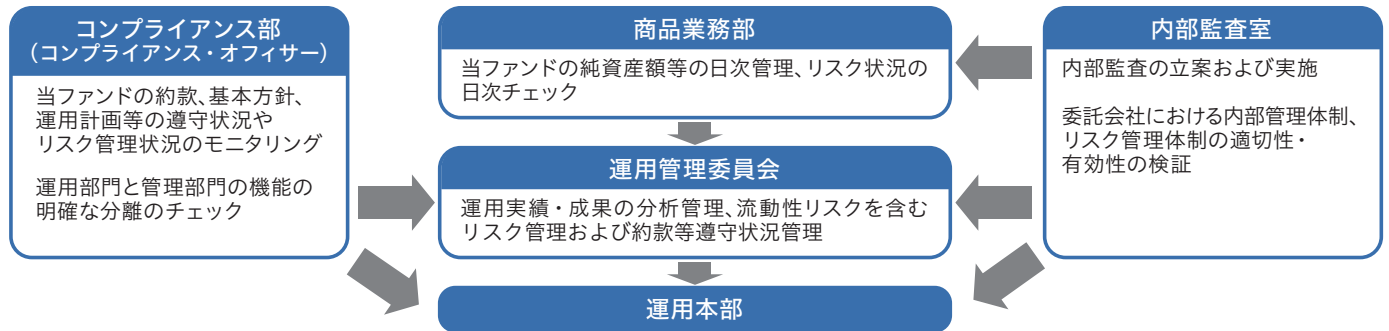 コンプライアンス部
（コンプライアンス・オフィサー）
当ファンドの約款、基本方針、
運用計画等の遵守状況や
リスク管理状況のモニタリング
運用部門と管理部門の機能の
明確な分離のチェック
商品業務部
当ファンドの純資産額等の日次管理、リスク状況の
日次チェック
運用管理委員会
運用実績・成果の分析管理、流動性リスクを含む
リスク管理および約款等遵守状況管理
運用本部
内部監査室
内部監査の立案および実施
委託会社における内部管理体制、
リスク管理体制の適切性・
有効性の検証